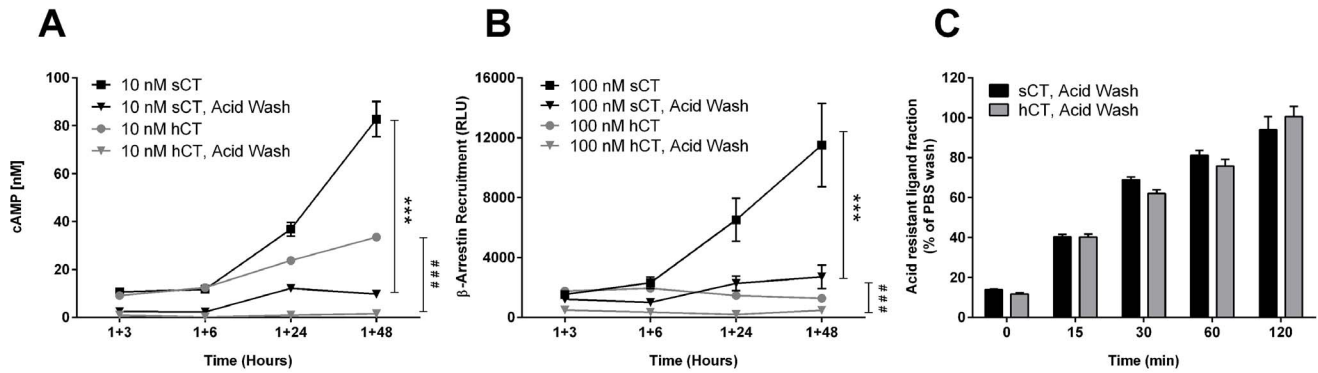 A
10 nM sCT
10 nM sCT, Acid Wash
10 nM hCT
10 nM hCT, Acid Wash
cAMP [nM]
100
80
60
40
20
0
1+3 1+6 1+24 1+48
Time (Hours)
***
###
B
100 nM sCT
100 nM sCT, Acid Wash
100 nM hCT
100 nM hCT, Acid Wash
β-Arrestin Recruitment (RLU)
16000
12000
8000
4000
0
1+3 1+6 1+24 1+48
Time (Hours)
***
###
C
sCT, Acid Wash
hCT, Acid Wash
Acid resistant ligand fraction
(% of PBS wash)
120
100
80
60
40
20
0
0 15 30 60 120
Time (min)